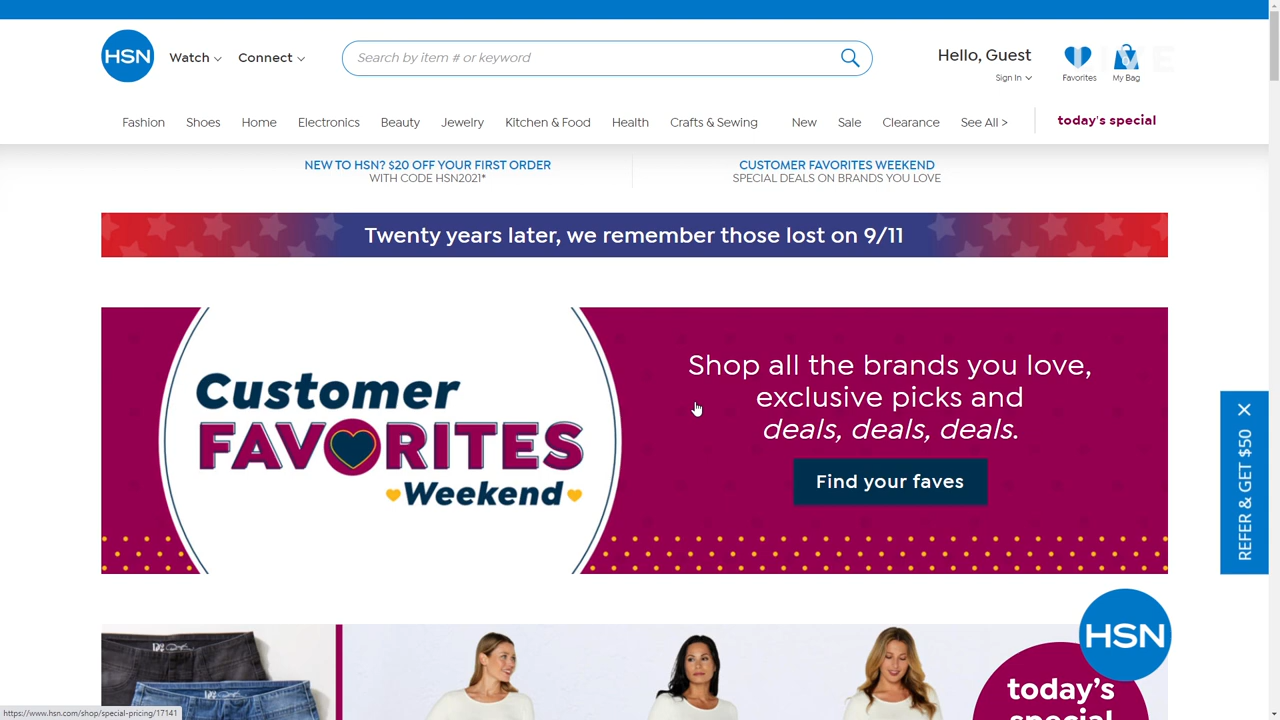 HSN
Watch
Connect
Search by item # or keyword
Hello, Guest
Sign In
Favorites
My Bag
Fashion
Shoes
Home
Electronics
Beauty
Jewelry
Kitchen & Food
Health
Crafts & Sewing
New
Sale
Clearance
See All >
today's special
NEW TO HSN? $20 OFF YOUR FIRST ORDER
WITH CODE HSN2021*
CUSTOMER FAVORITES WEEKEND
SPECIAL DEALS ON BRANDS YOU LOVE
Twenty years later, we remember those lost on 9/11
Customer
FAVORITES
Weekend
Shop all the brands you love,
exclusive picks and
deals, deals, deals.
Find your faves
REFER & GET $50
HSN
today's
special
https://www.hsn.com/shop/special-pricing/17141